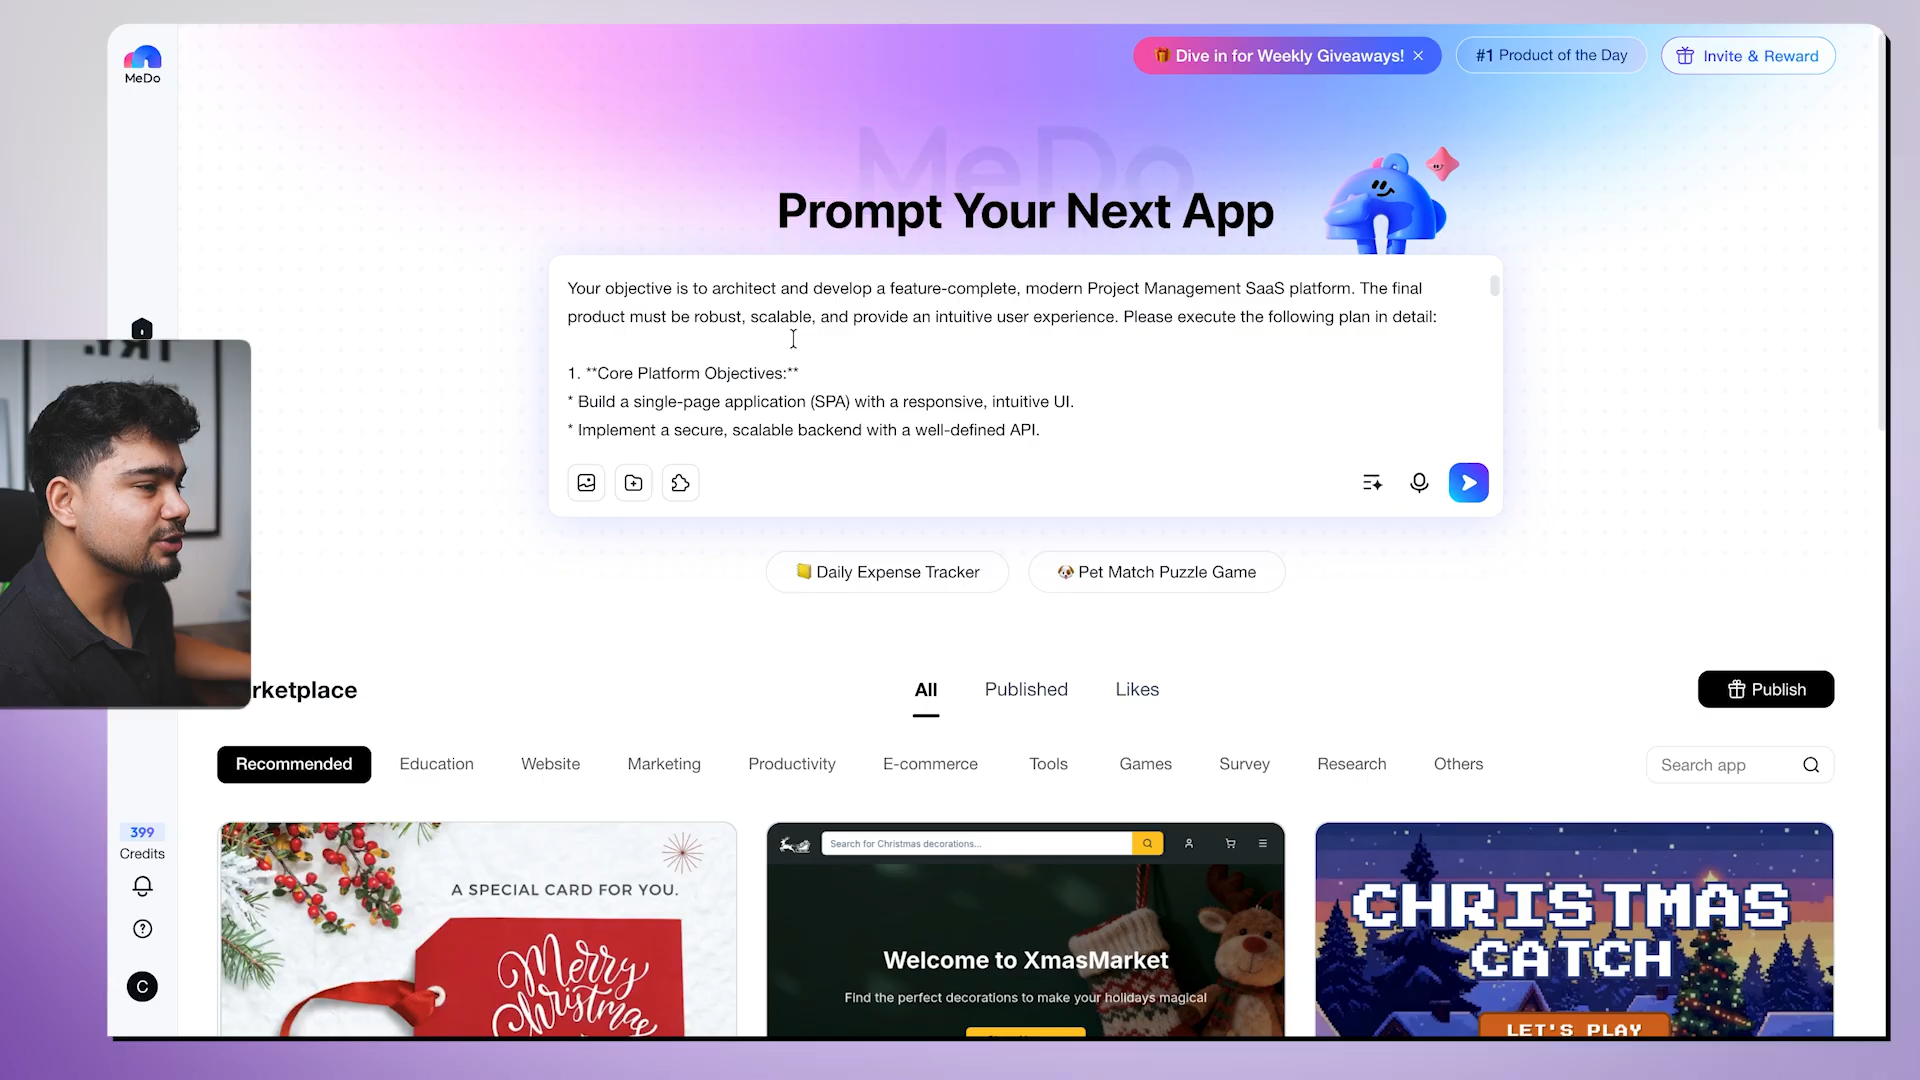 MeDo
Dive in for Weekly Giveaways!
#1 Product of the Day
Invite & Reward
MeDo
Prompt Your Next App
Your objective is to architect and develop a feature-complete, modern Project Management SaaS platform. The final
product must be robust, scalable, and provide an intuitive user experience. Please execute the following plan in detail:
1. **Core Platform Objectives:**
* Build a single-page application (SPA) with a responsive, intuitive UI.
* Implement a secure, scalable backend with a well-defined API.
Daily Expense Tracker
Pet Match Puzzle Game
rketplace
All
Published
Likes
Publish
Recommended
Education
Website
Marketing
Productivity
E-commerce
Tools
Games
Survey
Research
Others
Search app
399
Credits
C
A SPECIAL CARD FOR YOU.
Merry
Christmas
Search for Christmas decorations...
Welcome to XmasMarket
Find the perfect decorations to make your holidays magical
CHRISTMAS
CATCH
LET'S PLAY